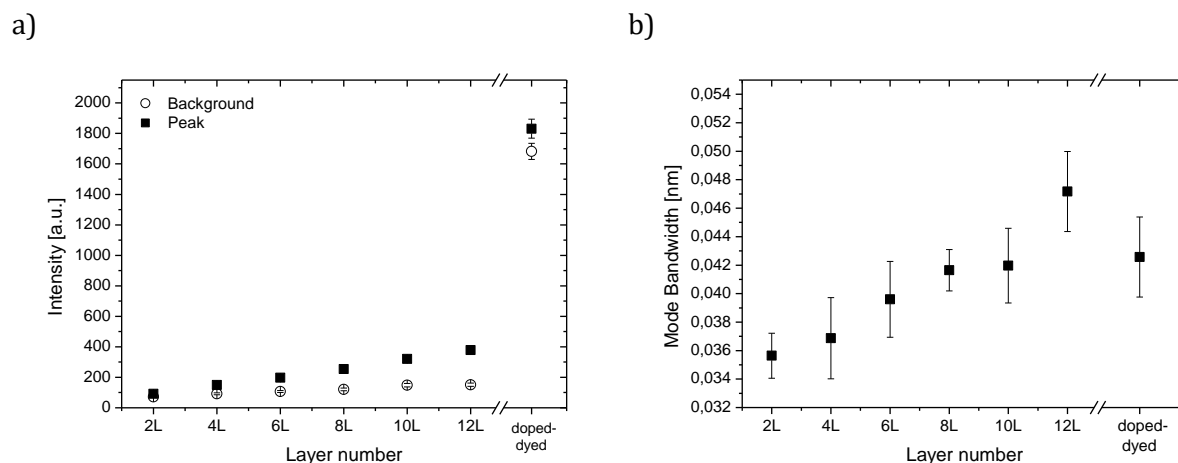 a)
2000
1800
1600
1400
1200
1000
800
600
400
200
0
Intensity [a.u.]
Background
Peak
2L 4L 6L 8L 10L 12L doped-
dyed
Layer number
b)
0,054
0,052
0,050
0,048
0,046
0,044
0,042
0,040
0,038
0,036
0,034
0,032
Mode Bandwidth [nm]
2L 4L 6L 8L 10L 12L doped-
dyed
Layer number